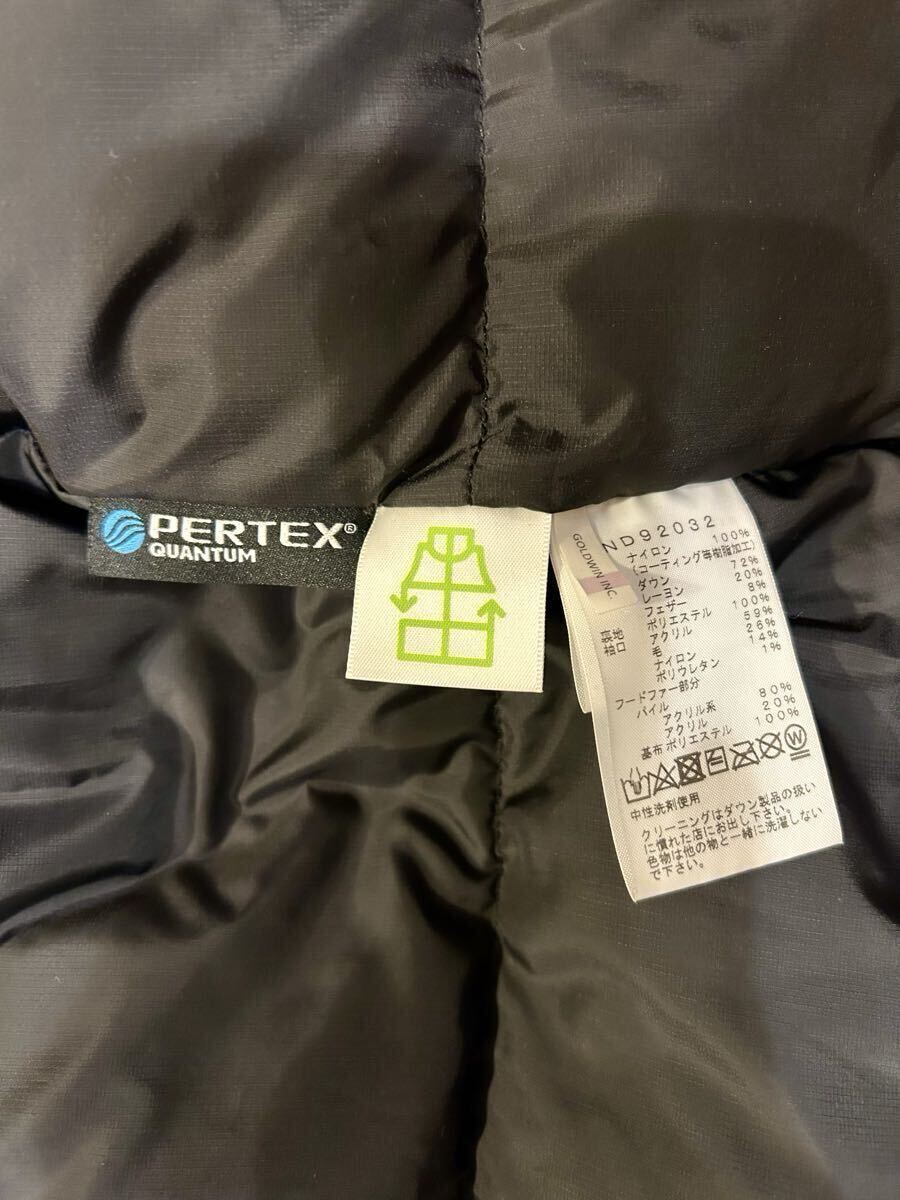 PERTEX®
QUANTUM
GOLDWIN INC.
ND92032
ナイロン 100%
(コーティング等樹脂加工)
ダウン 72%
レーヨン 20%
フェザー 8%
裏地 ポリエステル 100%
袖口 アクリル 59%
毛 26%
ナイロン 14%
ポリウレタン 1%
フードファー部分
パイル
アクリル系 80%
アクリル 20%
基布 ポリエステル 100%
W
中性洗剤使用
クリーニングはダウン製品の扱い
に慣れた店にお出し下さい。
色物は他の物と一緒に洗濯しない
で下さい。